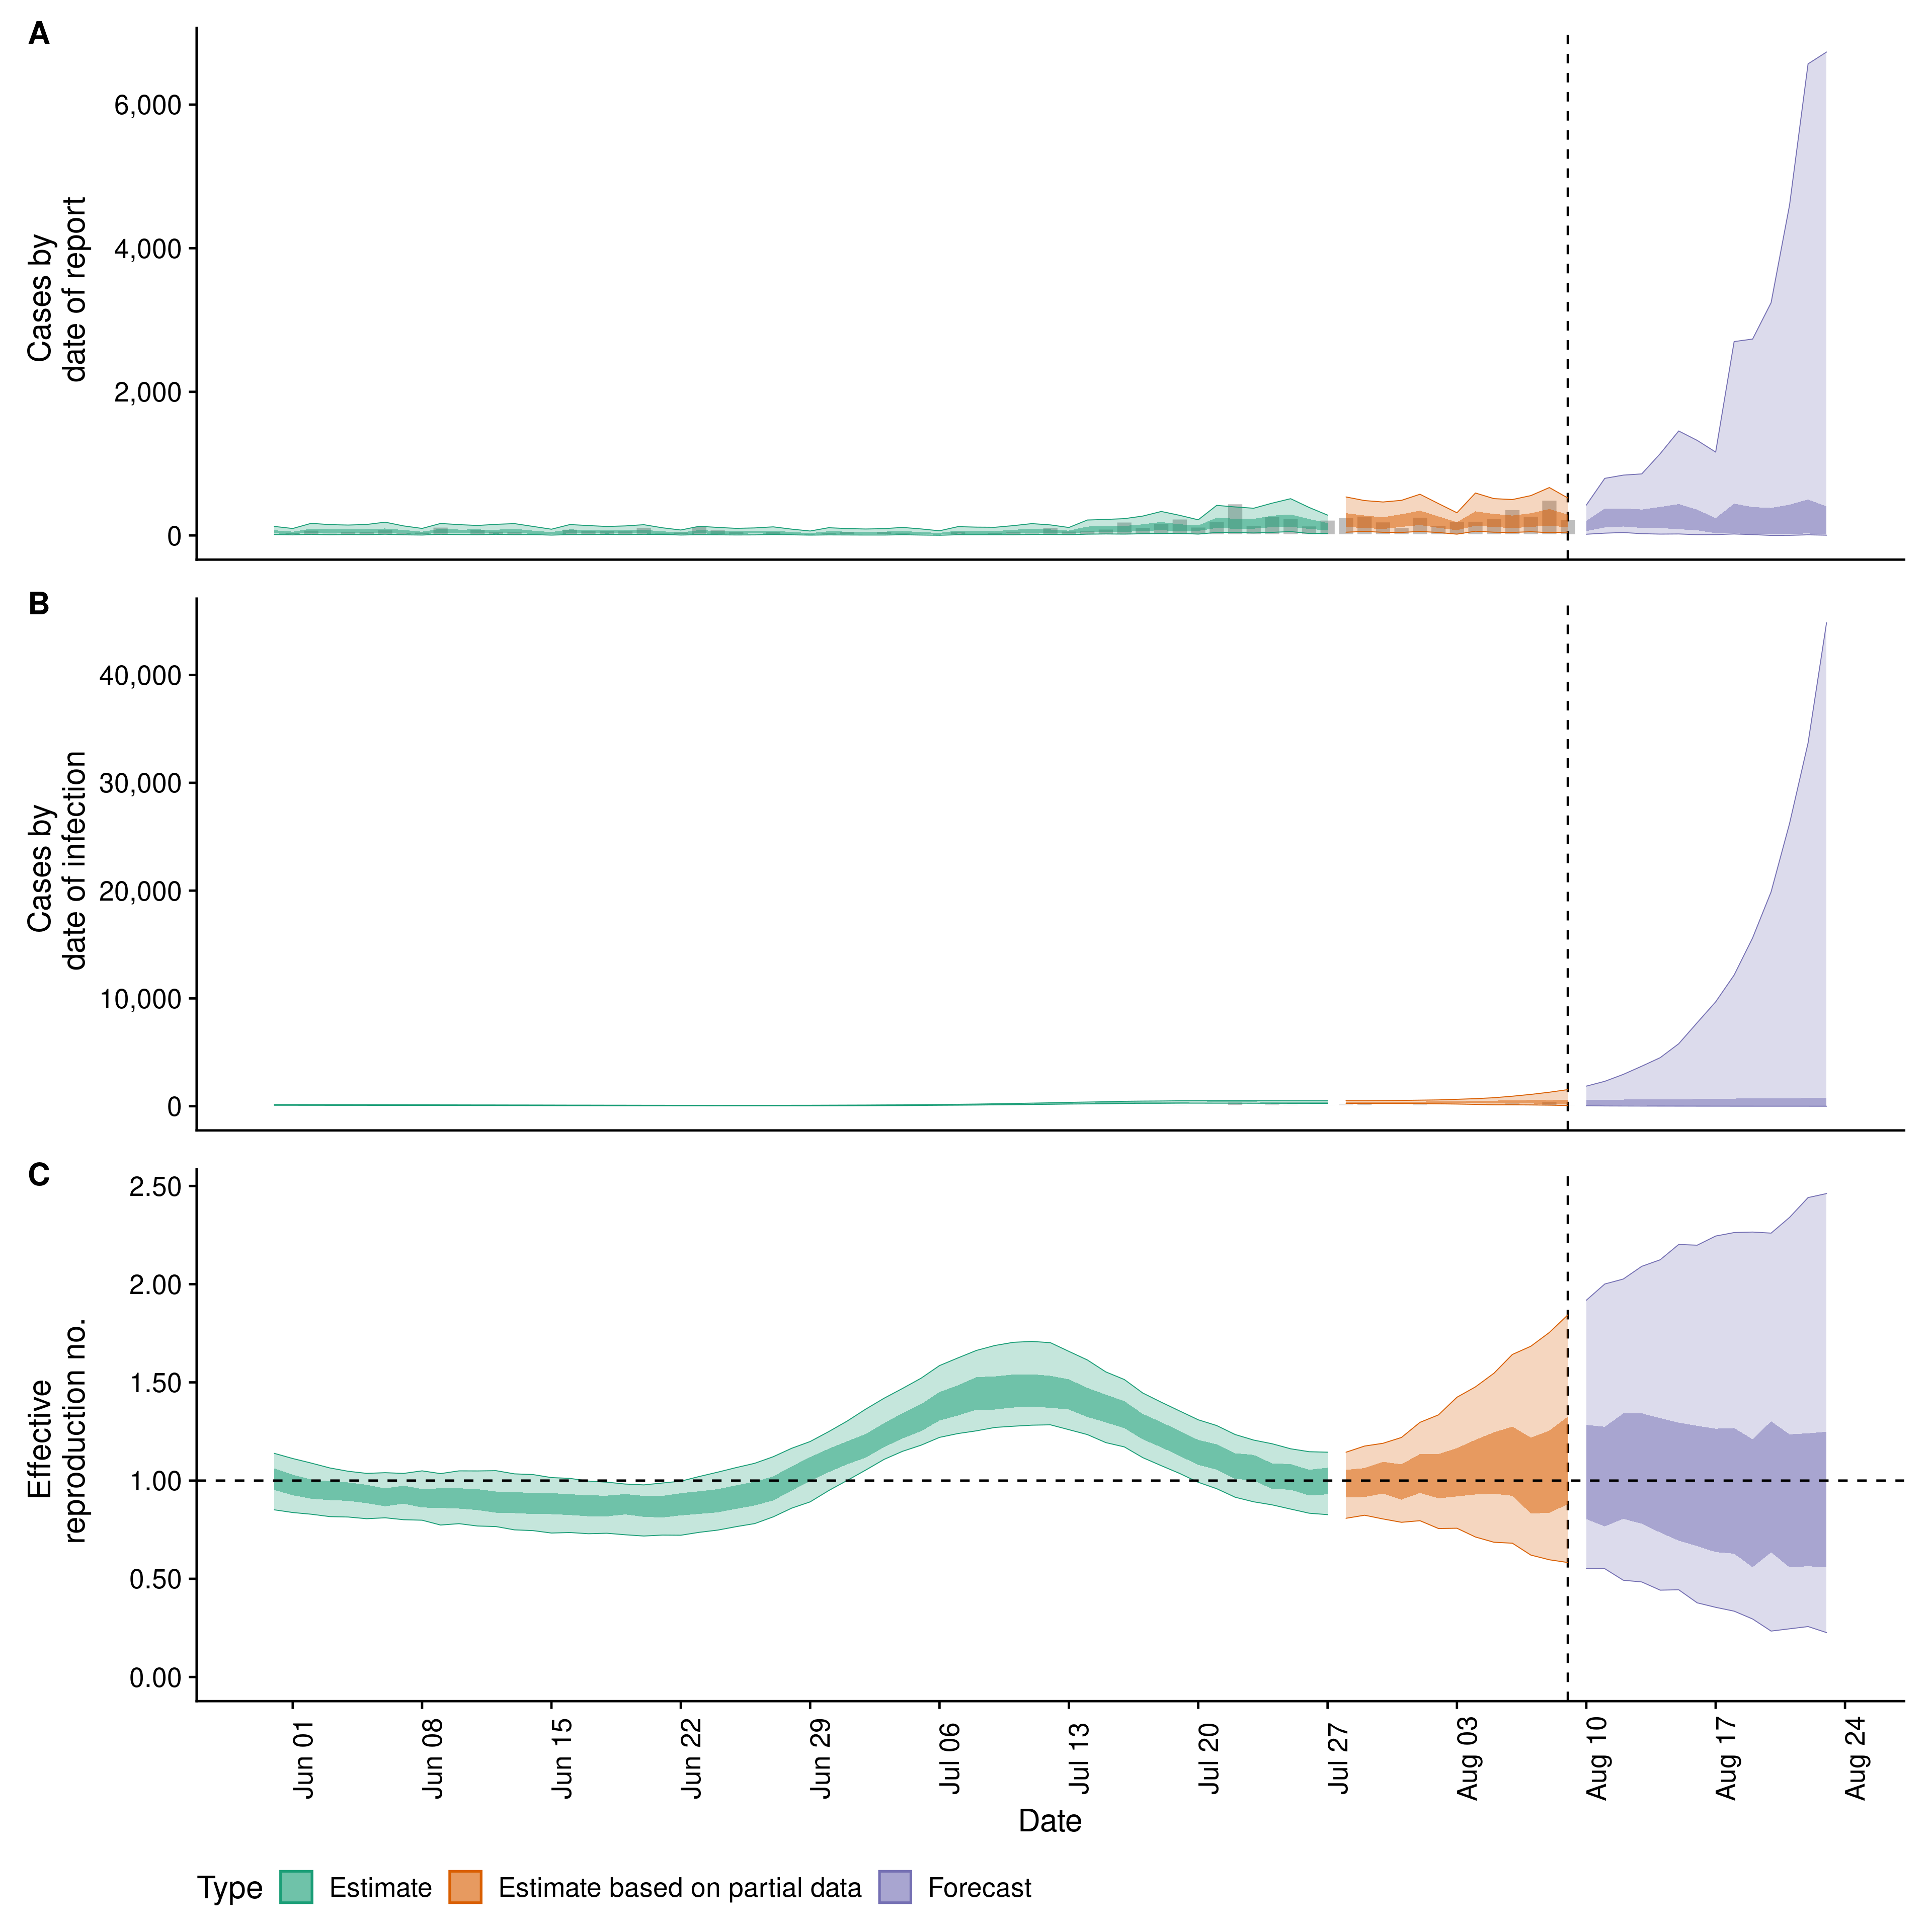 A
Cases by
date of report
6,000
4,000
2,000
0
B
Cases by
date of infection
40,000
30,000
20,000
10,000
0
C
Effective
reproduction no.
2.50
2.00
1.50
1.00
0.50
0.00
Jun 01
Jun 08
Jun 15
Jun 22
Jun 29
Jul 06
Jul 13
Jul 20
Jul 27
Aug 03
Aug 10
Aug 17
Aug 24
Date
Type Estimate Estimate based on partial data Forecast